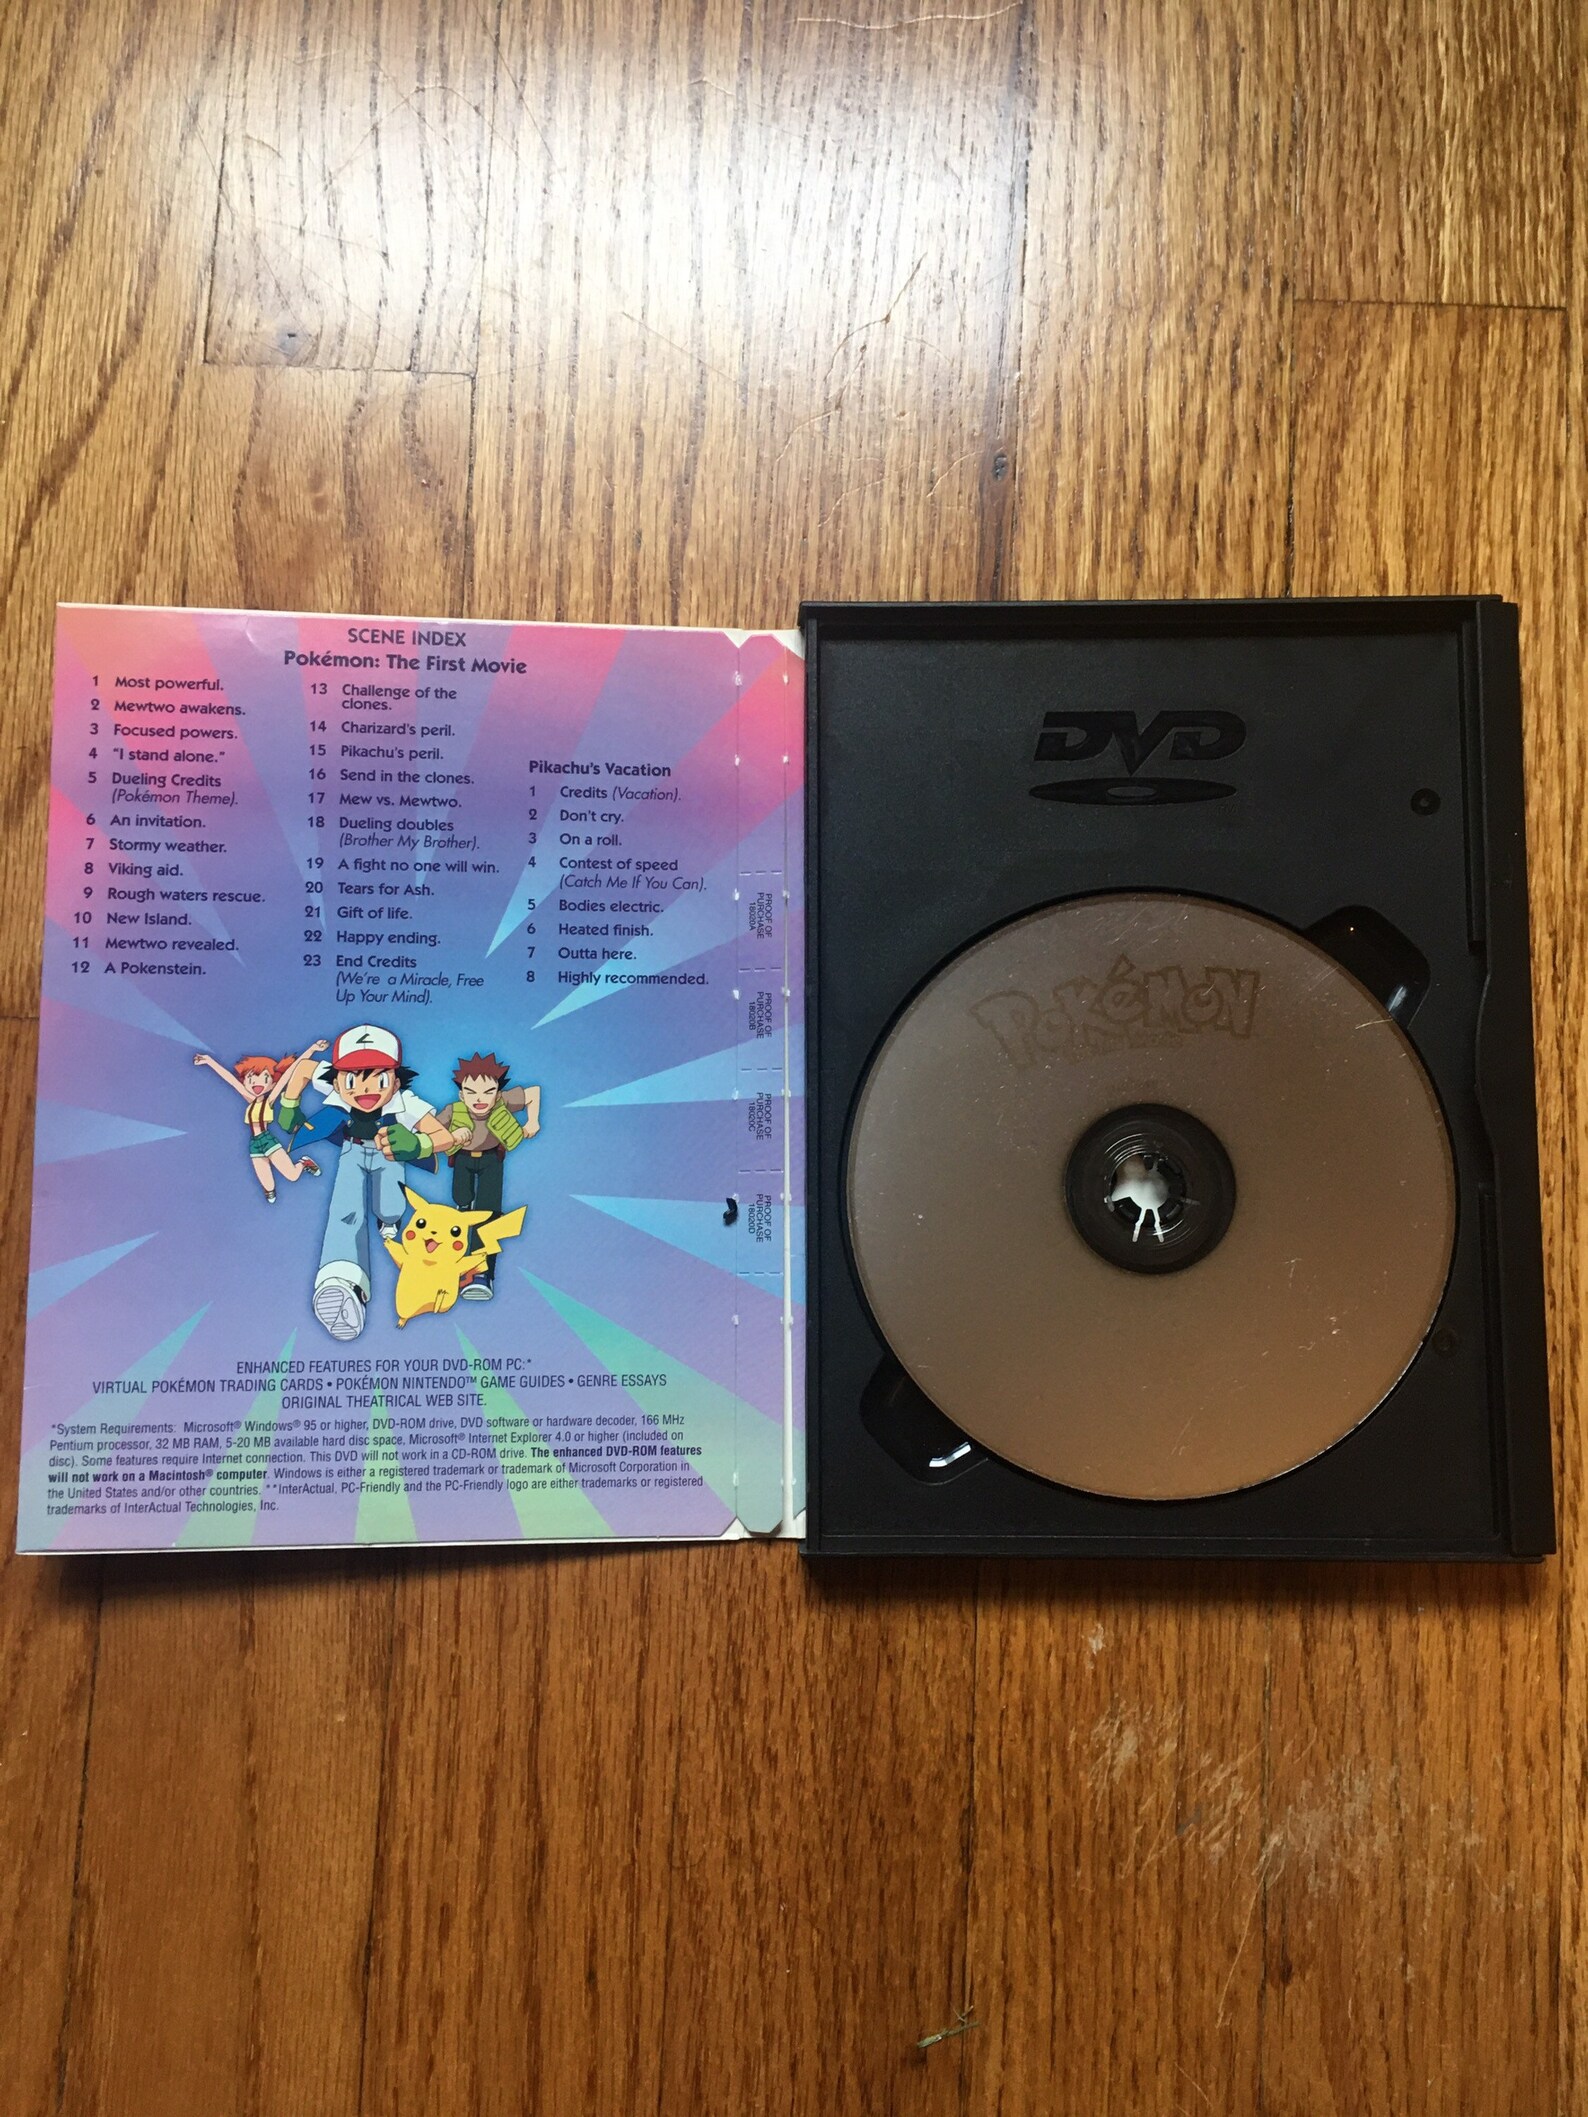 SCENE INDEX
Pokémon: The First Movie
1 Most powerful.
2 Mewtwo awakens.
3 Focused powers.
4 "I stand alone."
5 Dueling Credits
(Pokémon Theme).
6 An invitation.
7 Stormy weather.
8 Viking aid.
9 Rough waters rescue.
10 New Island.
11 Mewtwo revealed.
12 A Pokenstein.
13 Challenge of the
clones.
14 Charizard's peril.
15 Pikachu's peril.
16 Send in the clones.
17 Mew vs. Mewtwo.
18 Dueling doubles
(Brother My Brother).
19 A fight no one will win.
20 Tears for Ash.
21 Gift of life.
22 Happy ending.
23 End Credits
(We're a Miracle, Free
Up Your Mind).
Pikachu's Vacation
1 Credits (Vacation).
2 Don't cry.
3 On a roll.
4 Contest of speed
(Catch Me If You Can).
5 Bodies electric.
6 Heated finish.
7 Outta here.
8 Highly recommended.
ENHANCED FEATURES FOR YOUR DVD-ROM PC:*
VIRTUAL POKÉMON TRADING CARDS • POKÉMON NINTENDO™ GAME GUIDES • GENRE ESSAYS
ORIGINAL THEATRICAL WEB SITE.
*System Requirements: Microsoft® Windows® 95 or higher, DVD-ROM drive, DVD software or hardware decoder, 166 MHz
Pentium processor, 32 MB RAM, 5-20 MB available hard disc space, Microsoft® Internet Explorer 4.0 or higher (included on
disc). Some features require Internet connection. This DVD will not work in a CD-ROM drive. The enhanced DVD-ROM features
will not work on a Macintosh® computer. Windows is either a registered trademark or trademark of Microsoft Corporation in
the United States and/or other countries. **InterActual, PC-Friendly and the PC-Friendly logo are either trademarks or registered
trademarks of InterActual Technologies, Inc.
PROOF OF
PURCHASE
18020A
PROOF OF
PURCHASE
18020B
PROOF OF
PURCHASE
18020C
PROOF OF
PURCHASE
18020D
DVD
POKéMON